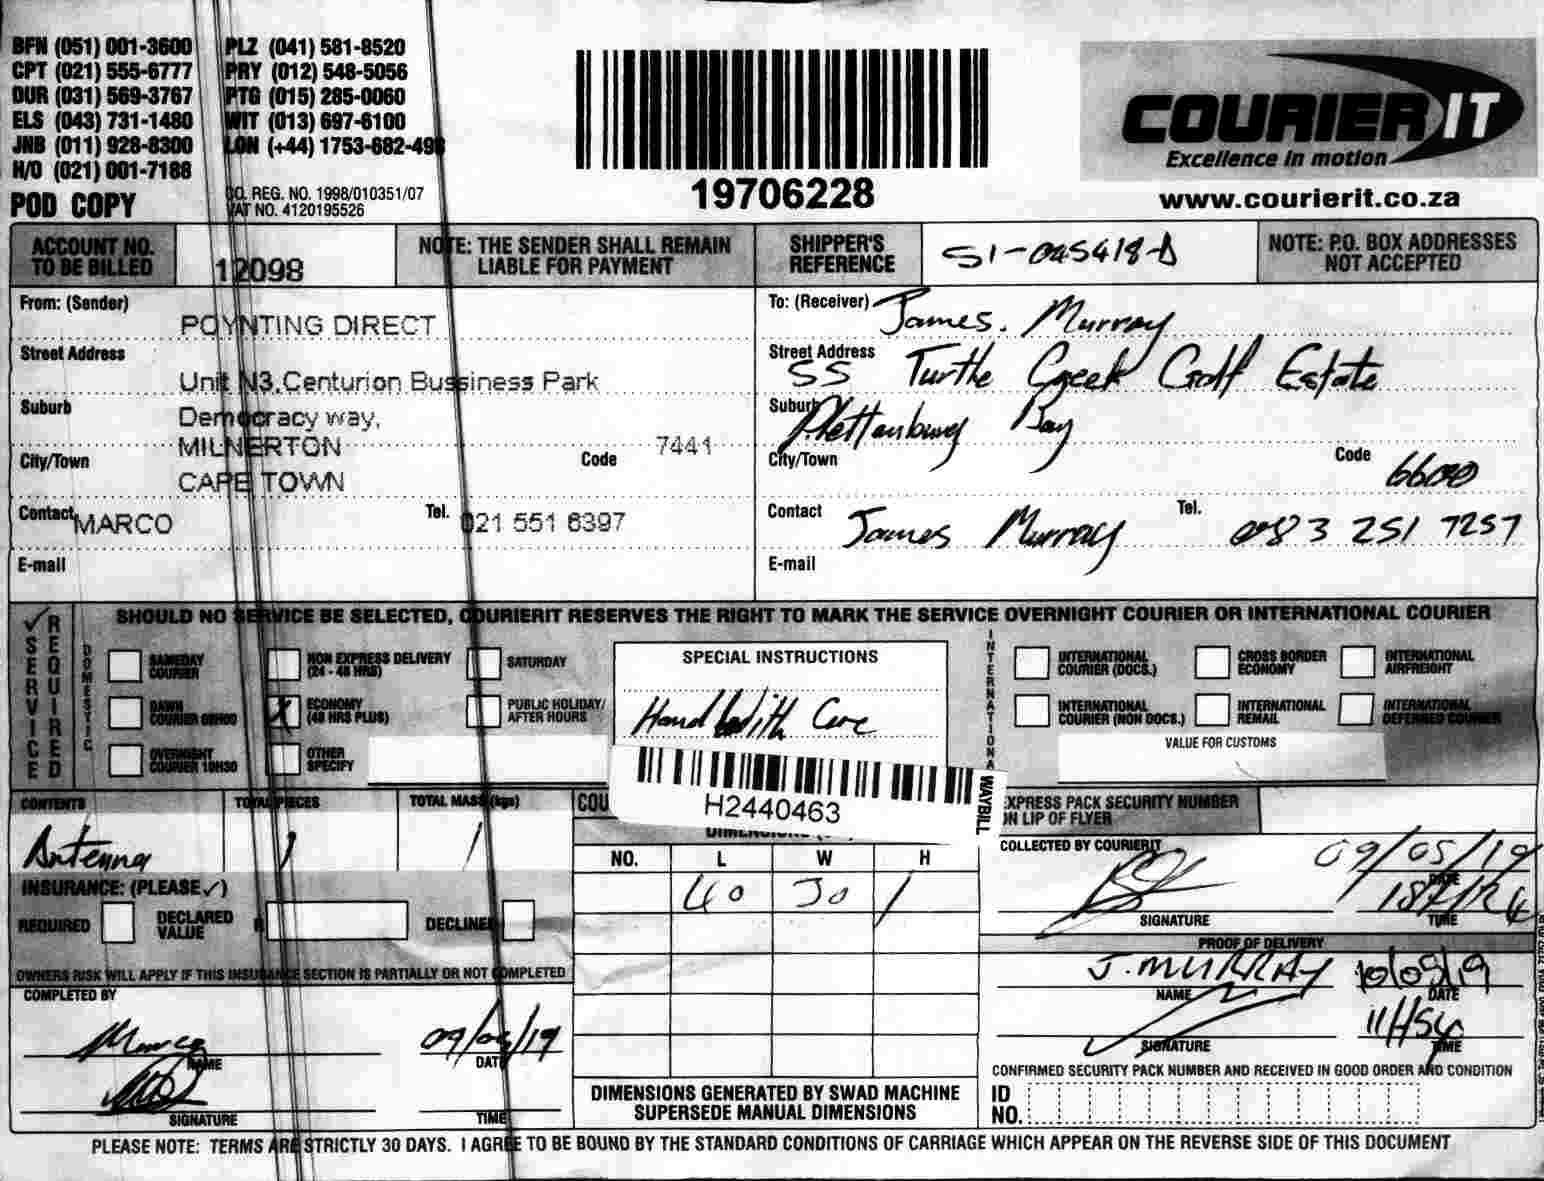 BFN (051) 001-3600 PLZ (041) 581-8520
CPT (021) 555-6777 PRY (012) 548-5056
DUR (031) 569-3767 PTG (015) 285-0060
ELS (043) 731-1480 WIT (013) 697-6100
JNB (011) 928-8300 LON (+44) 1753-682-498
H/O (021) 001-7188
POD COPY
CO. REG. NO. 1998/010351/07
VAT NO. 4120195526
19706228
COURIER IT
Excellence in motion
www.courierit.co.za
ACCOUNT NO. TO BE BILLED
12098
NOTE: THE SENDER SHALL REMAIN LIABLE FOR PAYMENT
SHIPPER'S REFERENCE
NOTE: P.O. BOX ADDRESSES NOT ACCEPTED
From: (Sender)
POYNTING DIRECT
Street Address
Unit N3,Centurion Bussiness Park
Suburb
Democracy way,
MILNERTON
City/Town
Code 7441
CAPE TOWN
Contact MARCO
Tel. 021 551 6397
E-mail
To: (Receiver) James. Murray
Street Address
55 Turtle Creek Golf Estate
Suburb
Plettenburg Bay
City/Town
Code 6600
Contact James Murray
Tel. 083 251 7257
E-mail
SERVICE REQUIRED
SHOULD NO SERVICE BE SELECTED, COURIERIT RESERVES THE RIGHT TO MARK THE SERVICE OVERNIGHT COURIER OR INTERNATIONAL COURIER
DOMESTIC
SAMEDAY COURIER
NON EXPRESS DELIVERY (24 - 48 HRS)
SATURDAY
DAWN COURIER 08H00
X ECONOMY (48 HRS PLUS)
PUBLIC HOLIDAY/ AFTER HOURS
OVERNIGHT COURIER 10H30
OTHER SPECIFY
SPECIAL INSTRUCTIONS
Hand With Care
H2440463
WAYBILL
INTERNATIONA
INTERNATIONAL COURIER (DOCS.)
CROSS BORDER ECONOMY
INTERNATIONAL AIRFREIGHT
INTERNATIONAL COURIER (NON DOCS.)
INTERNATIONAL REMAIL
INTERNATIONAL DEFERRED COURIER
VALUE FOR CUSTOMS
CONTENTS
Antenna
TOTAL PIECES
1
TOTAL MASS (kgs)
1
COU
EXPRESS PACK SECURITY NUMBER
ON LIP OF FLYER
INSURANCE: (PLEASE ✓)
REQUIRED
DECLARED VALUE R
DECLINED
OWNERS RISK WILL APPLY IF THIS INSURANCE SECTION IS PARTIALLY OR NOT COMPLETED
COMPLETED BY
Marco
NAME
09/05/19
DATE
SIGNATURE
TIME
NO. L W H
40 30 1
DIMENSIONS GENERATED BY SWAD MACHINE
SUPERSEDE MANUAL DIMENSIONS
COLLECTED BY COURIERIT
09/05/19
DATE
SIGNATURE
TIME
PROOF OF DELIVERY
J. MURRAY
NAME
10/05/19
DATE
SIGNATURE
11H54
TIME
CONFIRMED SECURITY PACK NUMBER AND RECEIVED IN GOOD ORDER AND CONDITION
ID NO.
PLEASE NOTE: TERMS ARE STRICTLY 30 DAYS. I AGREE TO BE BOUND BY THE STANDARD CONDITIONS OF CARRIAGE WHICH APPEAR ON THE REVERSE SIDE OF THIS DOCUMENT